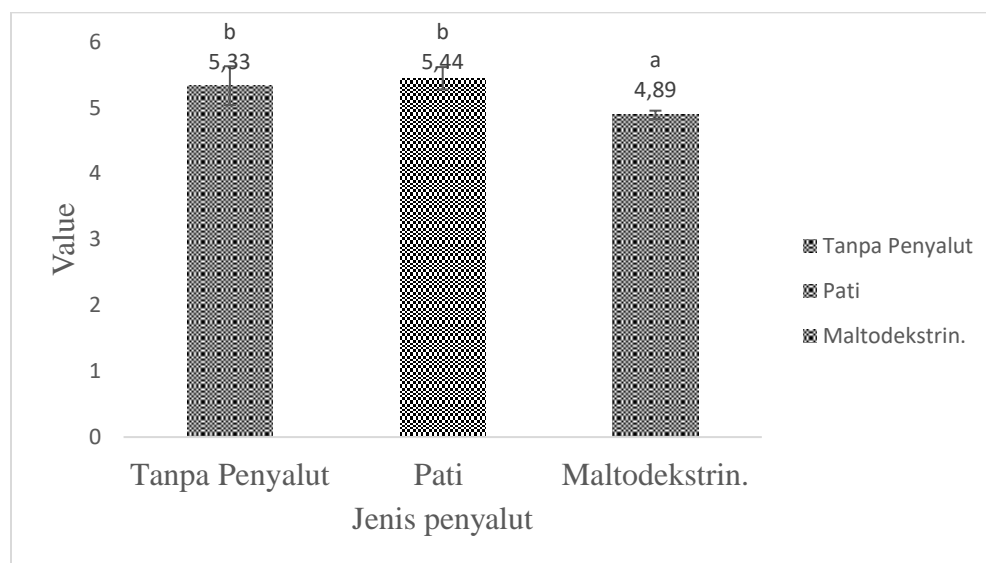 b
5,33
b
5,44
a
4,89
6
5
4
3
2
1
0
Value
Tanpa Penyalut
Pati
Maltodekstrin.
Jenis penyalut
Tanpa Penyalut
Pati
Maltodekstrin.